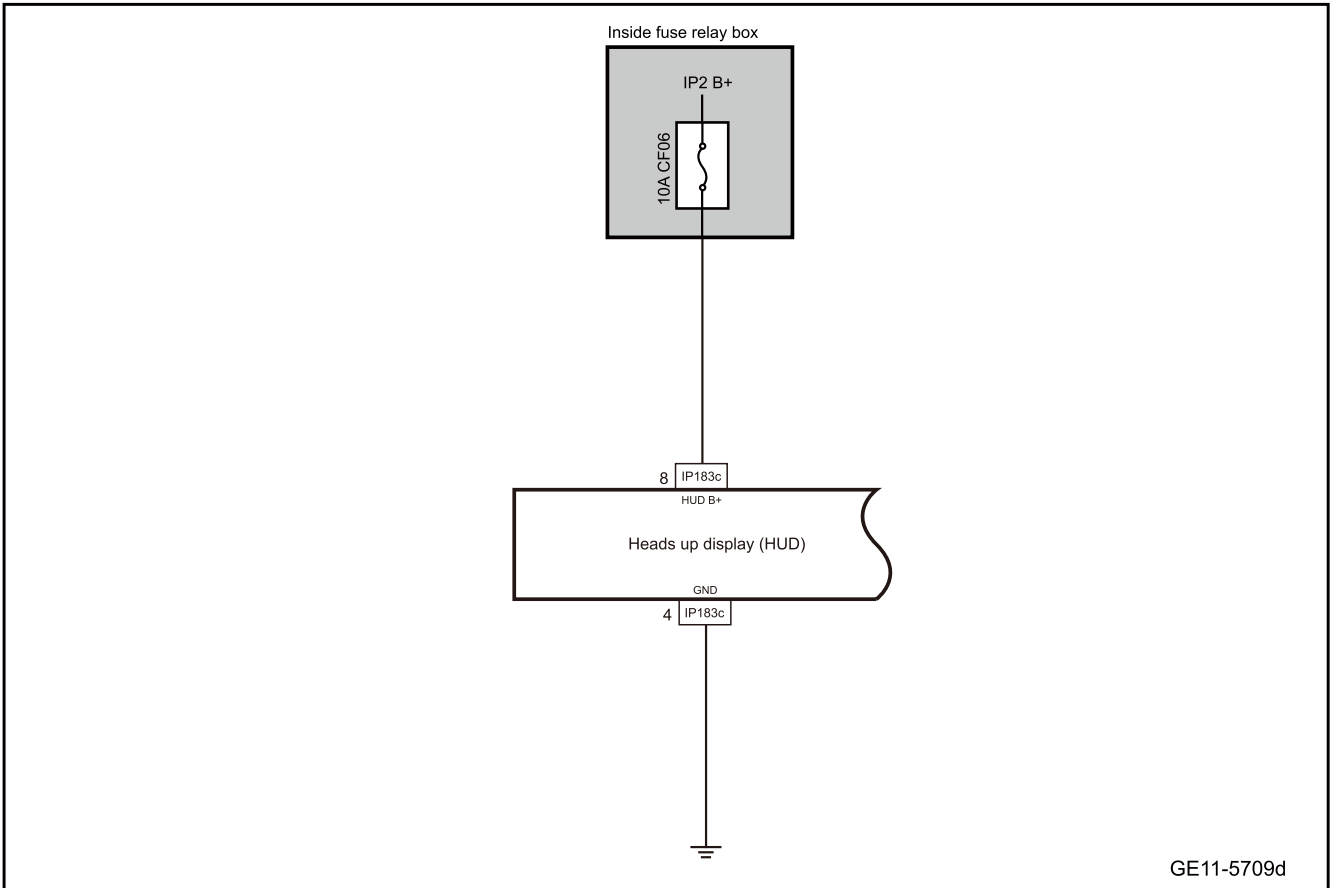 Inside fuse relay box
IP2 B+
10A CF06
8
IP183c
HUD B+
Heads up display (HUD)
GND
4
IP183c
GE11-5709d